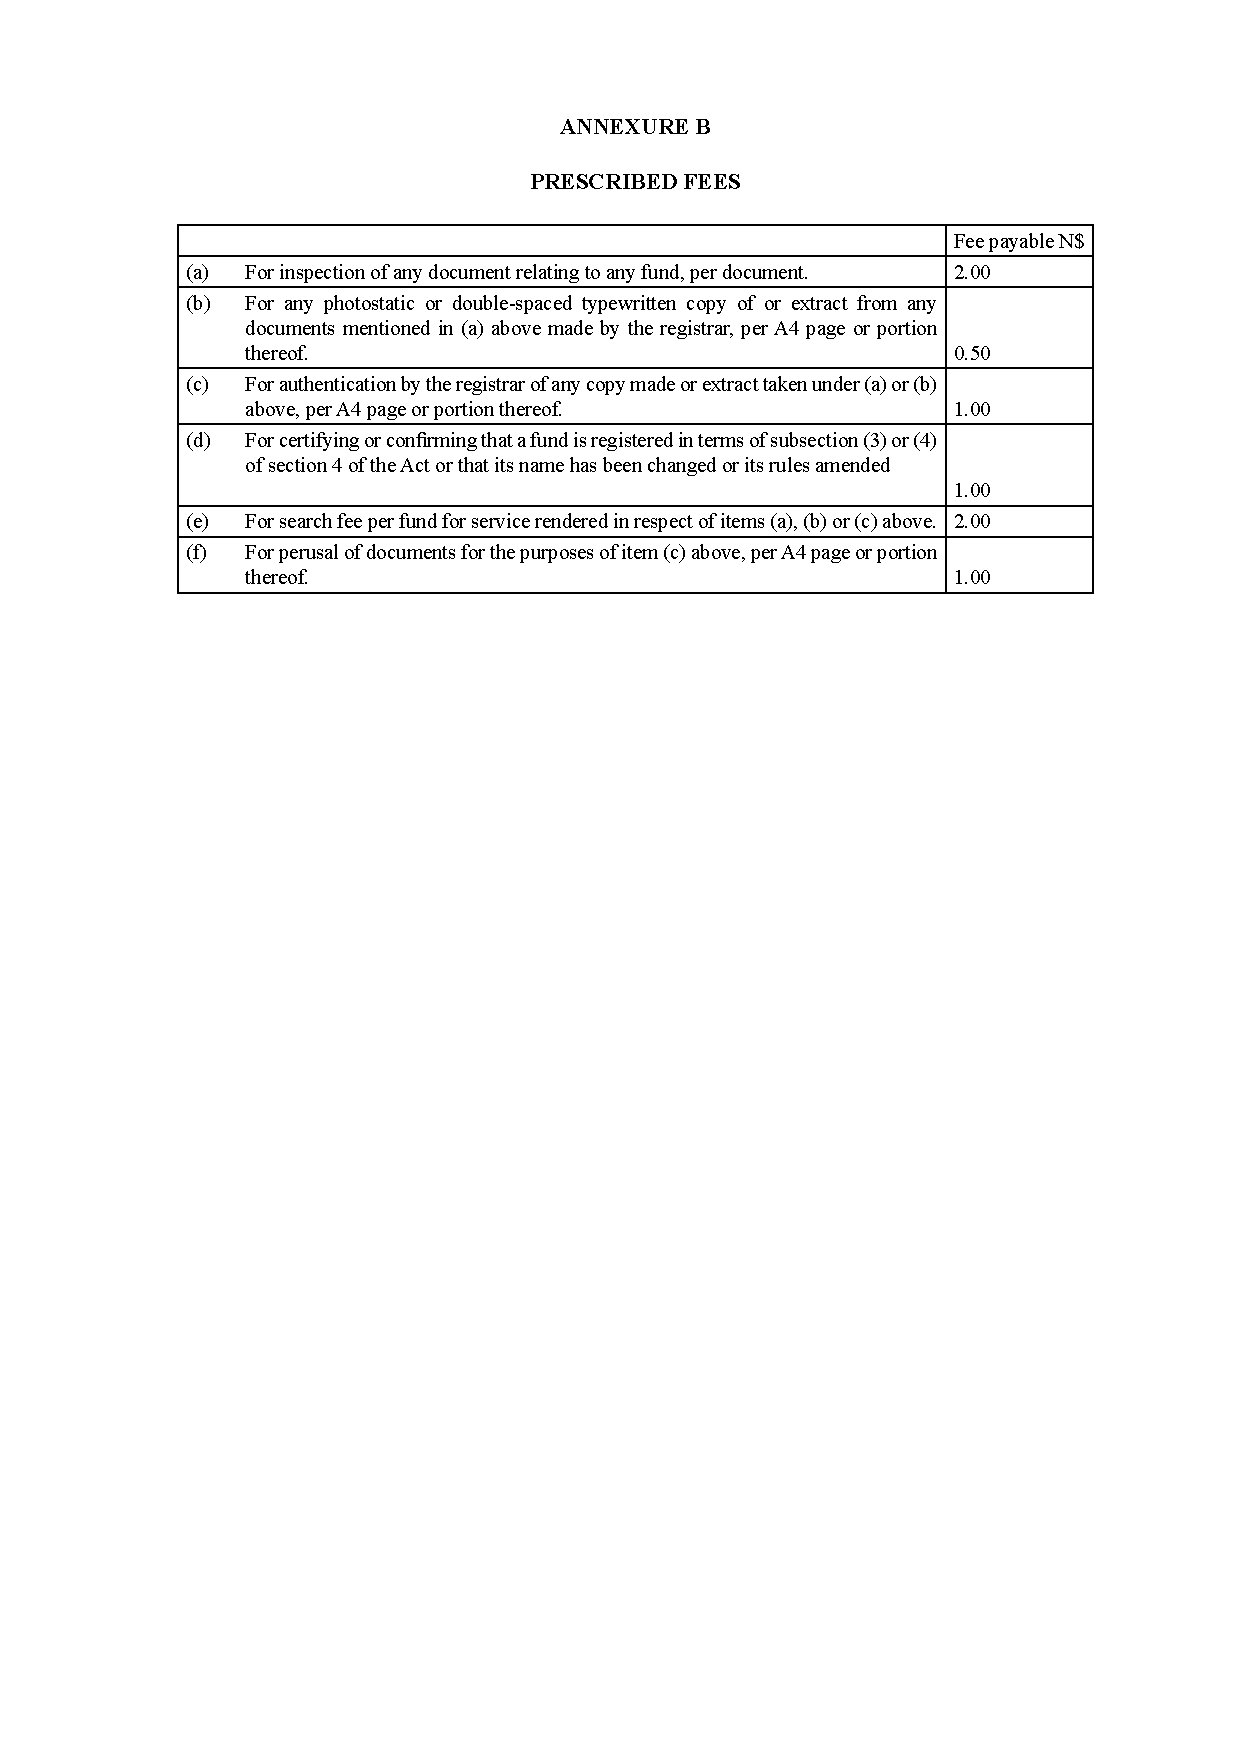 ANNEXURE B
PRESCRIBED FEES
Fee payable N$
(a) For inspection of any document relating to any fund, per document. 2.00
(b) For any photostatic or double-spaced typewritten copy of or extract from any
documents mentioned in (a) above made by the registrar, per A4 page or portion
thereof. 0.50
(c) For authentication by the registrar of any copy made or extract taken under (a) or (b)
above, per A4 page or portion thereof. 1.00
(d) For certifying or confirming that a fund is registered in terms of subsection (3) or (4)
of section 4 of the Act or that its name has been changed or its rules amended
1.00
(e) For search fee per fund for service rendered in respect of items (a), (b) or (c) above. 2.00
(f) For perusal of documents for the purposes of item (c) above, per A4 page or portion
thereof. 1.00